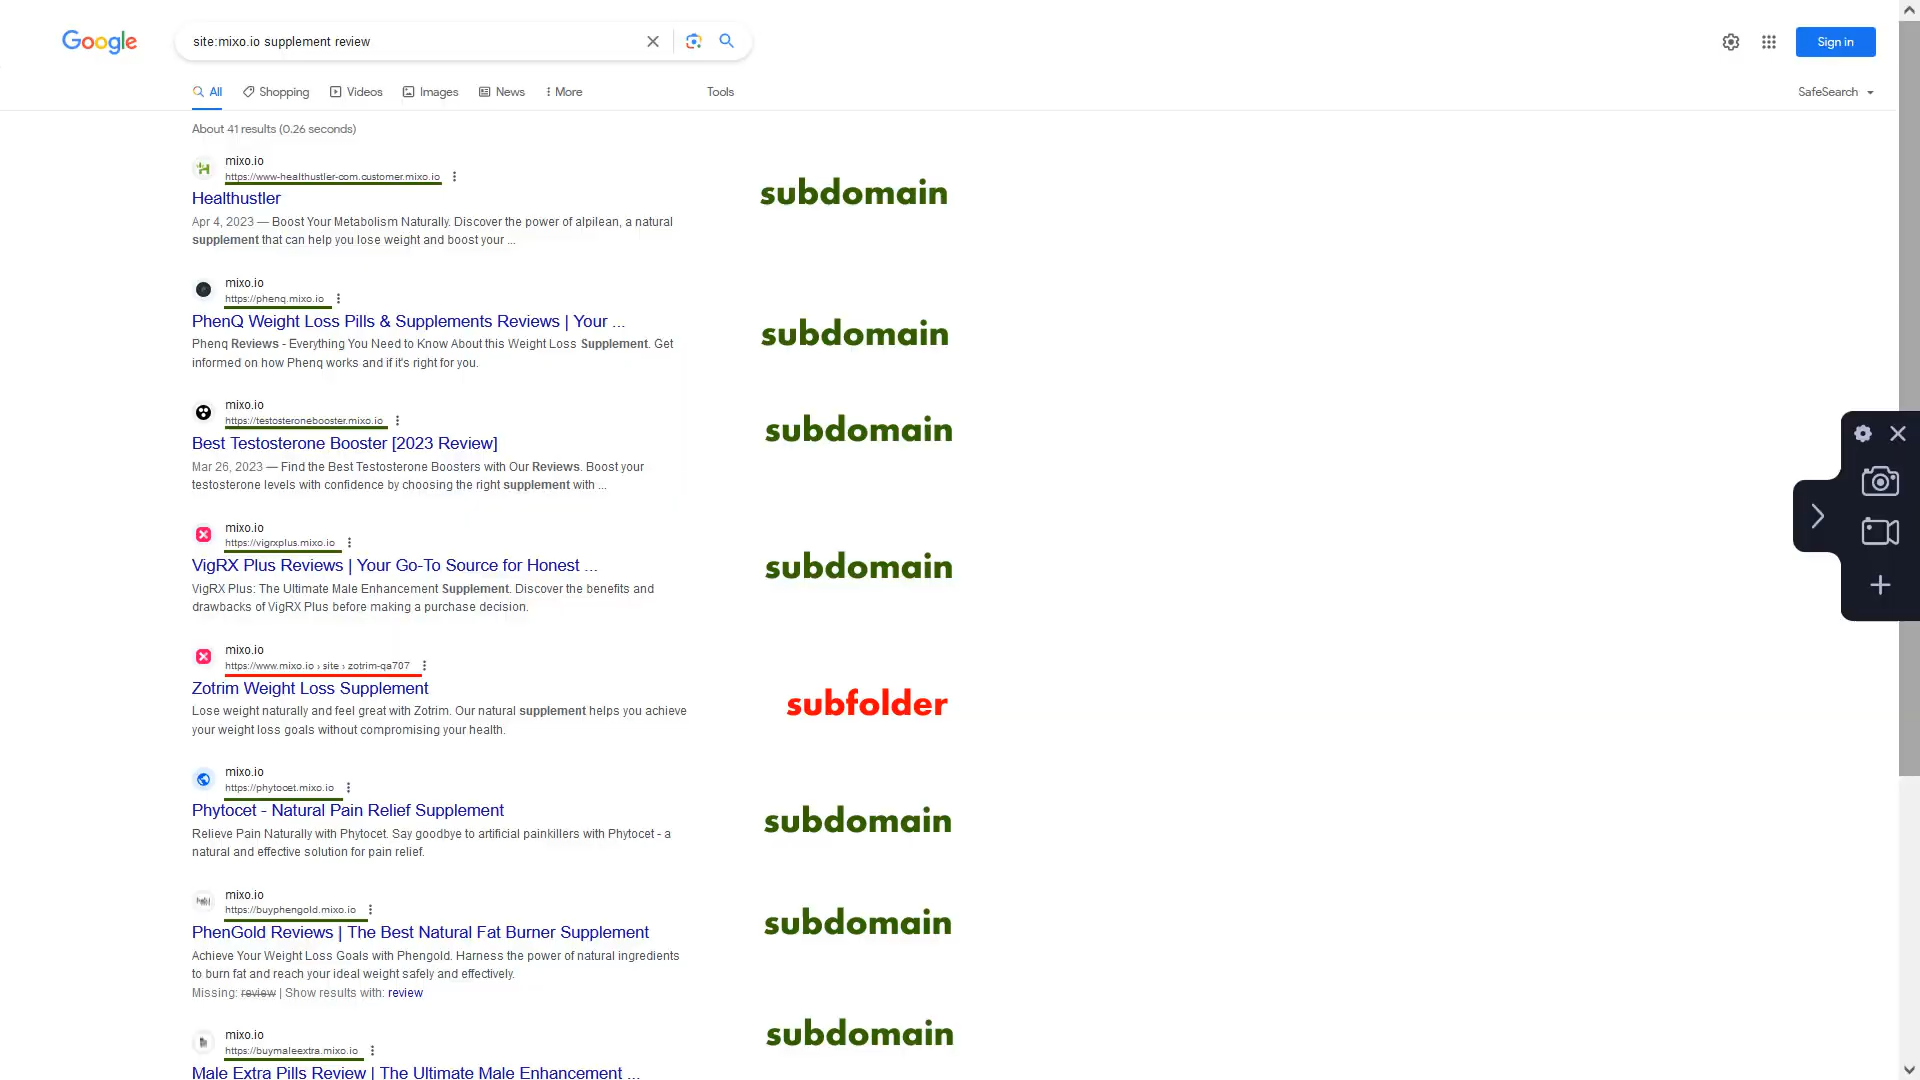 Google
site:mixo.io supplement review
Sign in
All
Shopping
Videos
Images
News
More
Tools
SafeSearch
About 41 results (0.26 seconds)
mixo.io
https://www-healthustler-com.customer.mixo.io
subdomain
Healthustler
Apr 4, 2023 — Boost Your Metabolism Naturally. Discover the power of alpilean, a natural
supplement that can help you lose weight and boost your ...
mixo.io
https://phenq.mixo.io
PhenQ Weight Loss Pills & Supplements Reviews | Your ...
subdomain
Phenq Reviews - Everything You Need to Know About this Weight Loss Supplement. Get
informed on how Phenq works and if it's right for you.
mixo.io
https://testosteronebooster.mixo.io
subdomain
Best Testosterone Booster [2023 Review]
Mar 26, 2023 — Find the Best Testosterone Boosters with Our Reviews. Boost your
testosterone levels with confidence by choosing the right supplement with ...
mixo.io
https://vigrxplus.mixo.io
VigRX Plus Reviews | Your Go-To Source for Honest ...
subdomain
VigRX Plus: The Ultimate Male Enhancement Supplement. Discover the benefits and
drawbacks of VigRX Plus before making a purchase decision.
mixo.io
https://www.mixo.io › site › zotrim-qa707
Zotrim Weight Loss Supplement
subfolder
Lose weight naturally and feel great with Zotrim. Our natural supplement helps you achieve
your weight loss goals without compromising your health.
mixo.io
https://phytocet.mixo.io
Phytocet - Natural Pain Relief Supplement
subdomain
Relieve Pain Naturally with Phytocet. Say goodbye to artificial painkillers with Phytocet - a
natural and effective solution for pain relief.
mixo.io
https://buyphengold.mixo.io
subdomain
PhenGold Reviews | The Best Natural Fat Burner Supplement
Achieve Your Weight Loss Goals with Phengold. Harness the power of natural ingredients
to burn fat and reach your ideal weight safely and effectively.
Missing: review | Show results with: review
mixo.io
subdomain
https://buymaleextra.mixo.io
Male Extra Pills Review | The Ultimate Male Enhancement ...